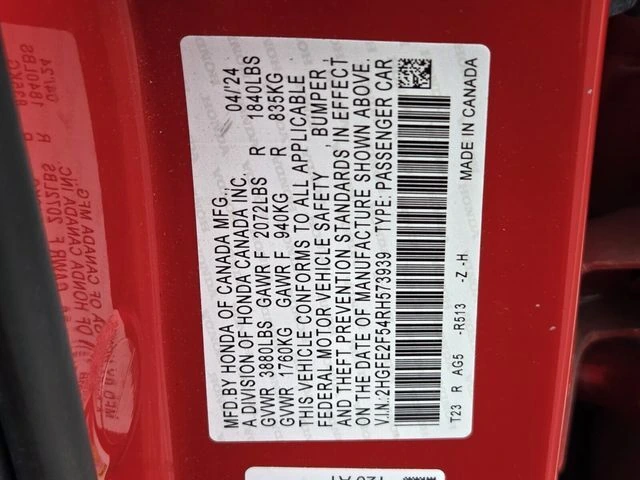 MFD.BY HONDA OF CANADA MFG., 04/'24
A DIVISION OF HONDA CANADA INC.
GVWR 3880LBS GAWR F 2072LBS R 1840LBS
GVWR 1760KG GAWR F 940KG R 835KG
THIS VEHICLE CONFORMS TO ALL APPLICABLE
FEDERAL MOTOR VEHICLE SAFETY , BUMPER ,
AND THEFT PREVENTION STANDARDS IN EFFECT
ON THE DATE OF MANUFACTURE SHOWN ABOVE.
V.I.N.:2HGFE2F54RH573939 TYPE: PASSENGER CAR
T23 R AG5 -R513 -Z -H MADE IN CANADA